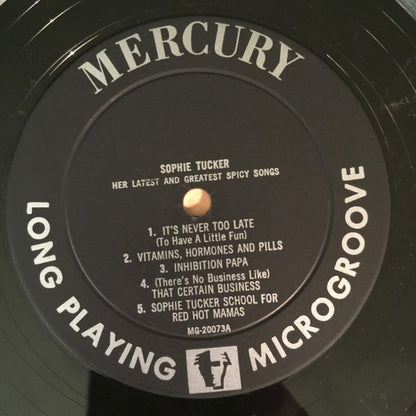 MERCURY
SOPHIE TUCKER
HER LATEST AND GREATEST SPICY SONGS
1. IT'S NEVER TOO LATE
(To Have A Little Fun)
2. VITAMINS, HORMONES AND PILLS
3. INHIBITION PAPA
4. (There's No Business Like)
THAT CERTAIN BUSINESS
5. SOPHIE TUCKER SCHOOL FOR
RED HOT MAMAS
MG-20073A
LONG PLAYING
MICROGROOVE